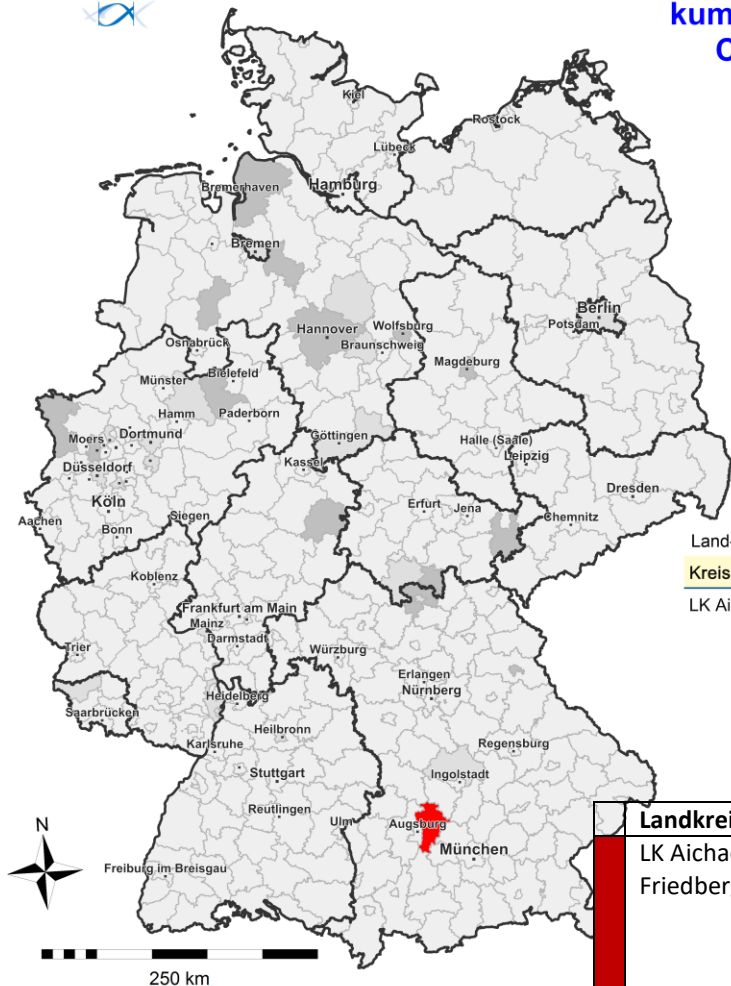 kum
Kiel
Rostock
Lübeck
Bremerhaven
Hamburg
Bremen
Berlin
Potsdam
Hannover
Wolfsburg
Braunschweig
Osnabrück
Magdeburg
Münster
Bielefeld
Hamm
Paderborn
Moers
Dortmund
Göttingen
Halle (Saale)
Leipzig
Düsseldorf
Kassel
Dresden
Köln
Erfurt
Jena
Aachen
Siegen
Chemnitz
Bonn
Land-
Kreis
Koblenz
LK Ai
Frankfurt am Main
Mainz
Trier
Darmstadt
Würzburg
Erlangen
Nürnberg
Heidelberg
Saarbrücken
Heilbronn
Karlsruhe
Regensburg
Stuttgart
Ingolstadt
Reutlingen
Ulm
Augsburg
Landkrei
München
LK Aicha
Friedber
Freiburg im Breisgau
N
250 km